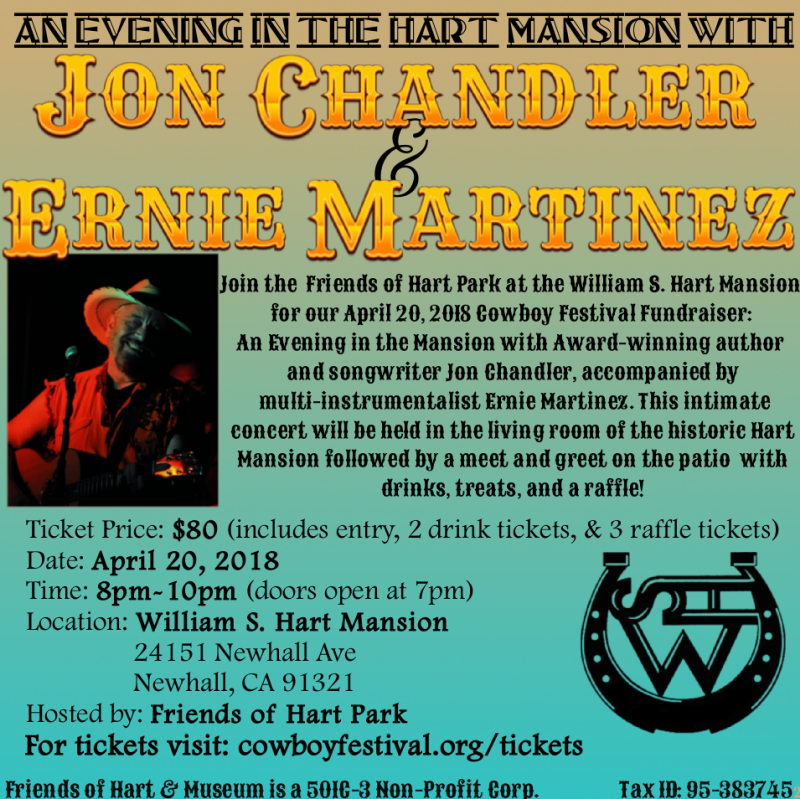 AN EVENING IN THE HART MANSION WITH
JON CHANDLER
&
ERNIE MARTINEZ
Join the Friends of Hart Park at the William S. Hart Mansion
for our April 20, 2018 Cowboy Festival Fundraiser:
An Evening in the Mansion with Award-winning author
and songwriter Jon Chandler, accompanied by
multi-instrumentalist Ernie Martinez. This intimate
concert will be held in the living room of the historic Hart
Mansion followed by a meet and greet on the patio with
drinks, treats, and a raffle!
Ticket Price: $80 (includes entry, 2 drink tickets, & 3 raffle tickets)
Date: April 20, 2018
Time: 8pm-10pm (doors open at 7pm)
Location: William S. Hart Mansion
24151 Newhall Ave
Newhall, CA 91321
Hosted by: Friends of Hart Park
For tickets visit: cowboyfestival.org/tickets
WSH
Friends of Hart & Museum is a 501C-3 Non-Profit Corp. Tax ID: 95-383745